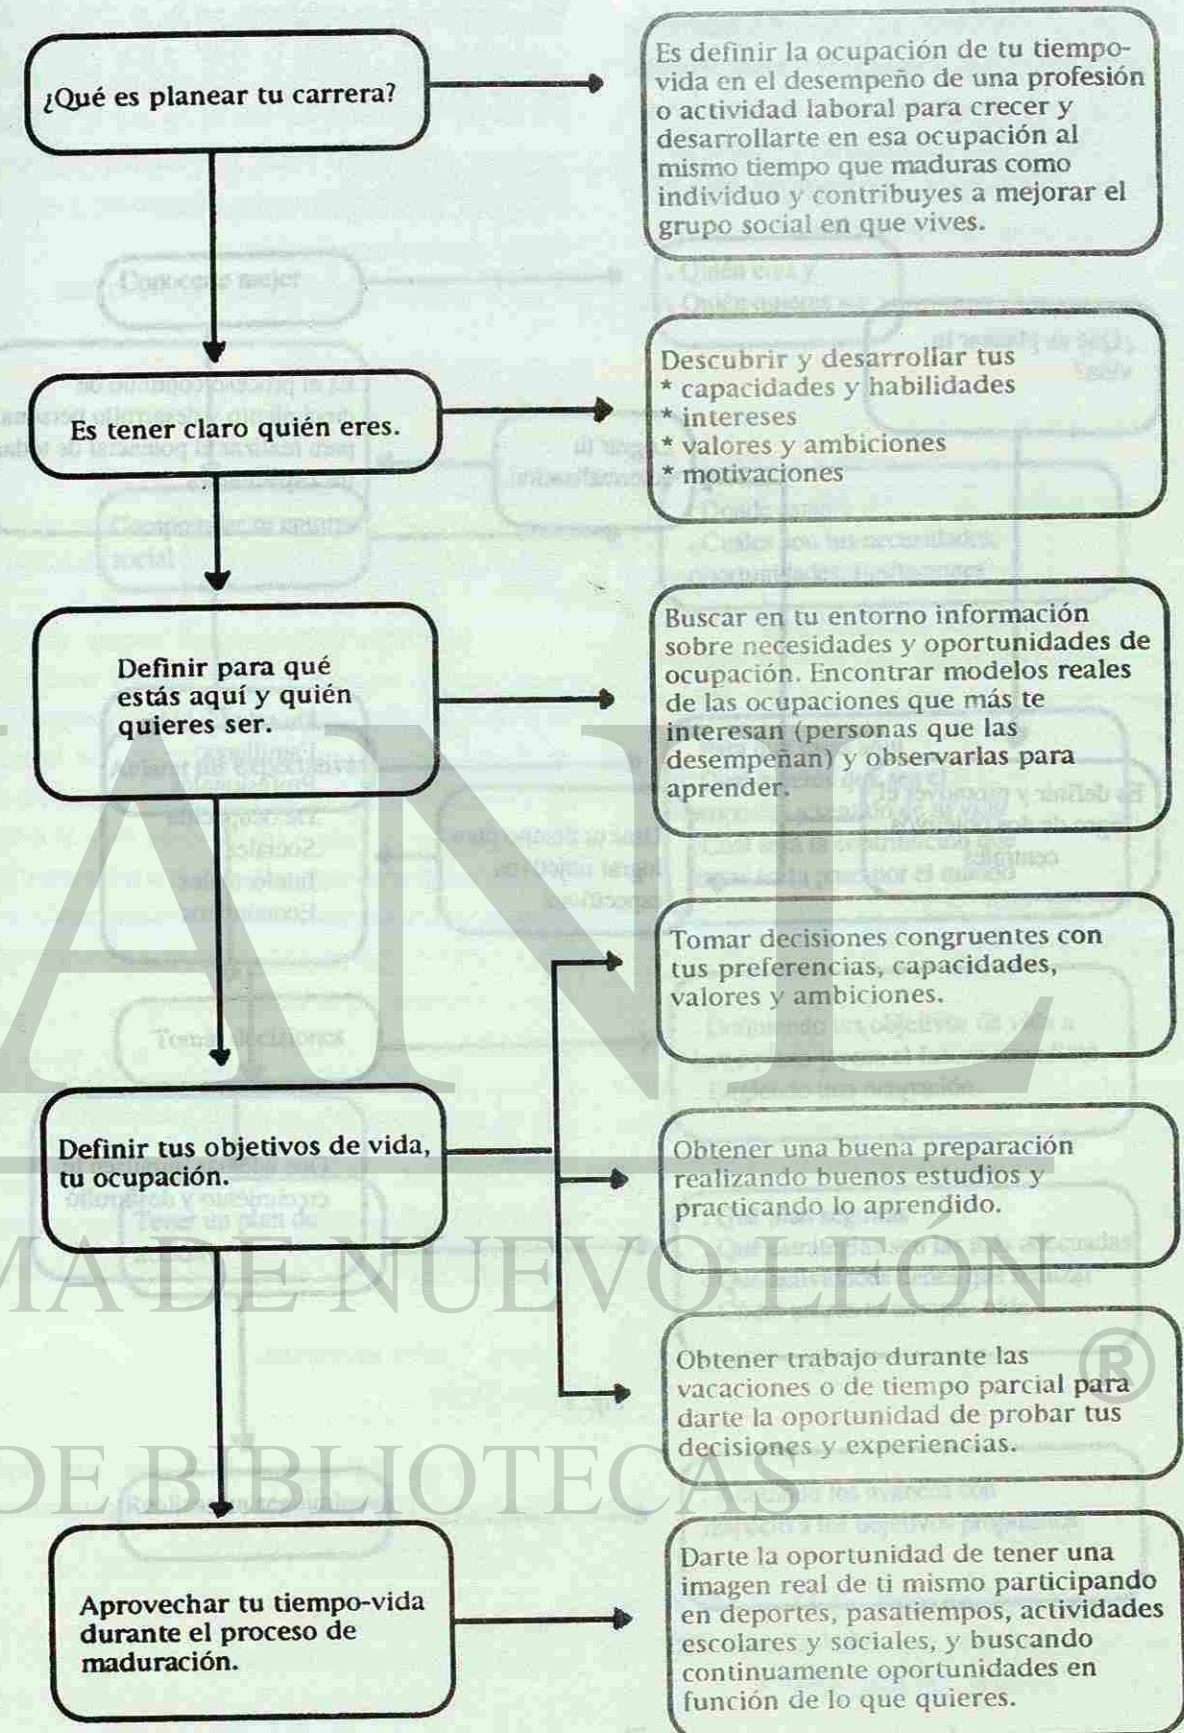 ¿Qué es planear tu carrera?
Es definir la ocupación de tu tiempo-
vida en el desempeño de una profesión
o actividad laboral para crecer y
desarrollarte en esa ocupación al
mismo tiempo que maduras como
individuo y contribuyes a mejorar el
grupo social en que vives.
Es tener claro quién eres.
Descubrir y desarrollar tus
* capacidades y habilidades
* intereses
* valores y ambiciones
* motivaciones
Definir para qué
estás aquí y quién
quieres ser.
Buscar en tu entorno información
sobre necesidades y oportunidades de
ocupación. Encontrar modelos reales
de las ocupaciones que más te
interesan (personas que las
desempeñan) y observarlas para
aprender.
Definir tus objetivos de vida,
tu ocupación.
Tomar decisiones congruentes con
tus preferencias, capacidades,
valores y ambiciones.
Obtener una buena preparación
realizando buenos estudios y
practicando lo aprendido.
Obtener trabajo durante las
vacaciones o de tiempo parcial para
darte la oportunidad de probar tus
decisiones y experiencias.
Aprovechar tu tiempo-vida
durante el proceso de
maduración.
Darte la oportunidad de tener una
imagen real de ti mismo participando
en deportes, pasatiempos, actividades
escolares y sociales, y buscando
continuamente oportunidades en
función de lo que quieres.
ANL
MA DE NUEVO LEÓN
®
DE BIBLIOTECAS